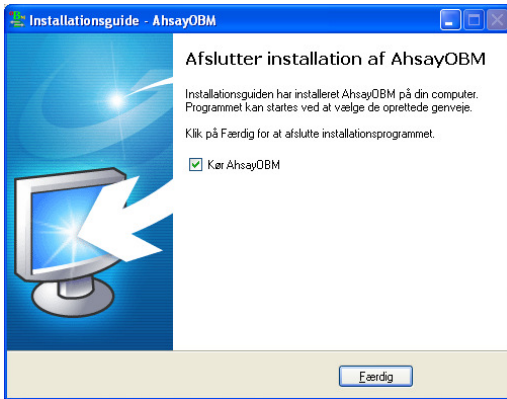 Installationsguide - AhsayOBM
Afslutter installation af AhsayOBM
Installationsguiden har installeret AhsayOBM på din computer.
Programmet kan startes ved at vælge de oprettede genveje.
Klik på Færdig for at afslutte installationsprogrammet.
Kør AhsayOBM
Færdig